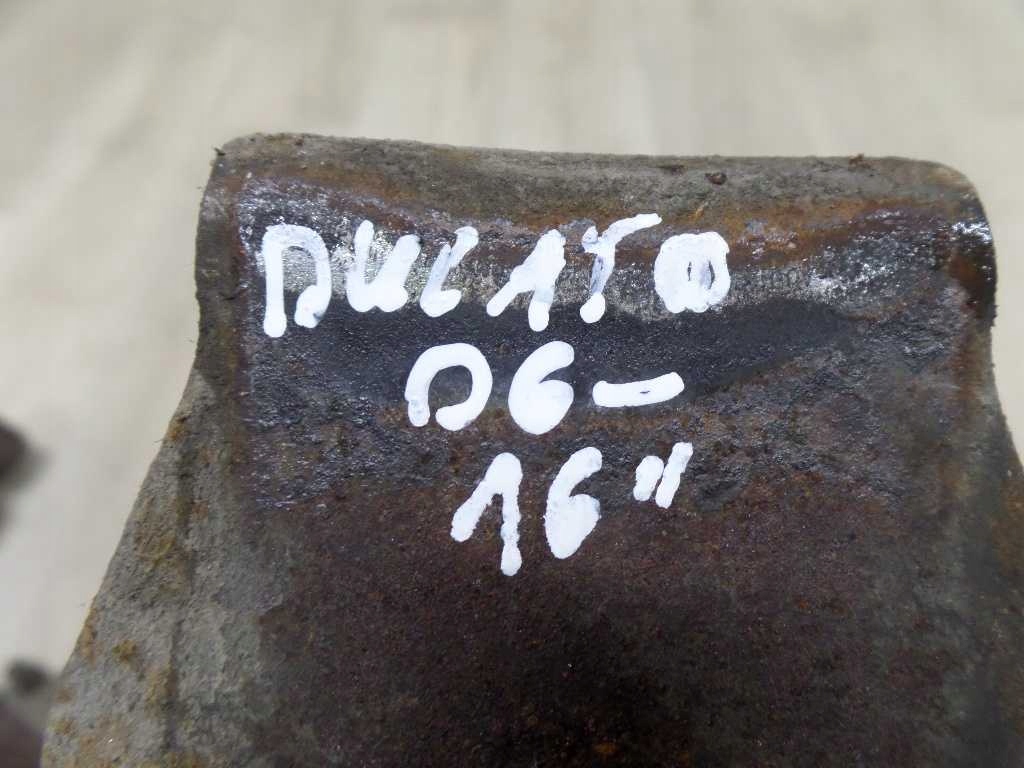 DUCATO
06-
16"